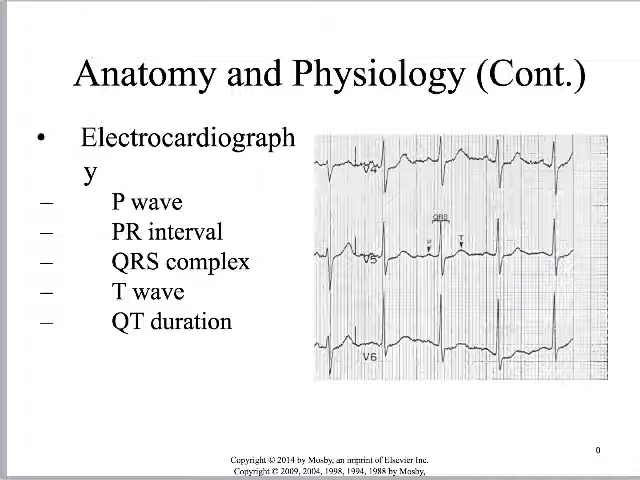 Anatomy and Physiology (Cont.)
• Electrocardiograph
y
– P wave
– PR interval
– QRS complex
– T wave
– QT duration
V4
QRS
P T
V5
V6
0
Copyright © 2014 by Mosby, an imprint of Elsevier Inc.
Copyright © 2009, 2004, 1998, 1994, 1988 by Mosby,